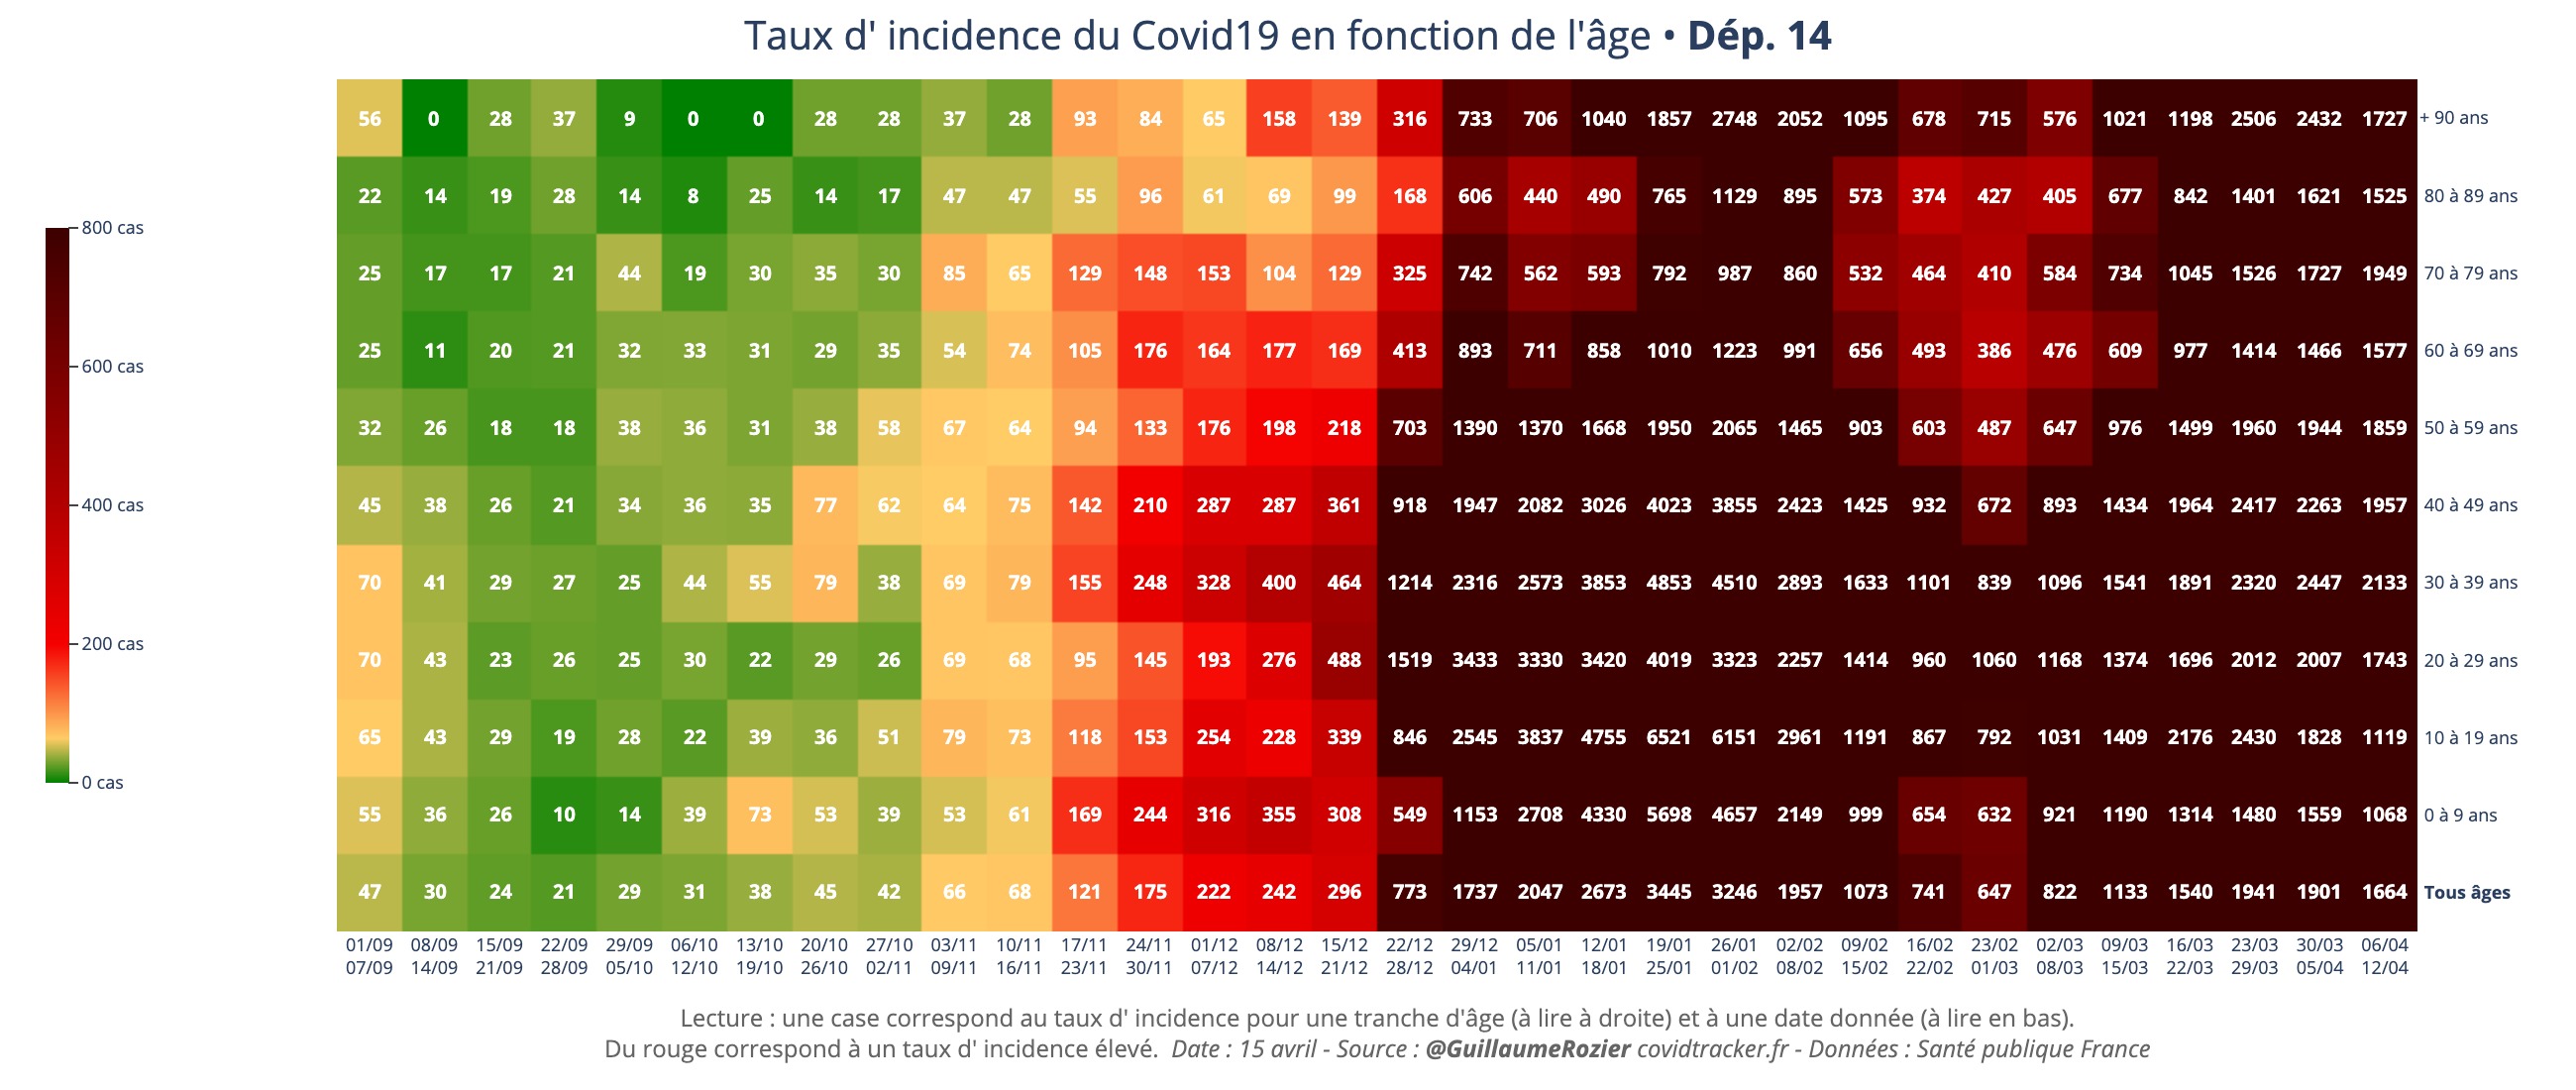 Taux d' incidence du Covid19 en fonction de l'âge • Dép. 14
800 cas
600 cas
400 cas
200 cas
0 cas
56 0 28 37 9 0 0 28 28 37 28 93 84 65 158 139 316 733 706 1040 1857 2748 2052 1095 678 715 576 1021 1198 2506 2432 1727 + 90 ans
22 14 19 28 14 8 25 14 17 47 47 55 96 61 69 99 168 606 440 490 765 1129 895 573 374 427 405 677 842 1401 1621 1525 80 à 89 ans
25 17 17 21 44 19 30 35 30 85 65 129 148 153 104 129 325 742 562 593 792 987 860 532 464 410 584 734 1045 1526 1727 1949 70 à 79 ans
25 11 20 21 32 33 31 29 35 54 74 105 176 164 177 169 413 893 711 858 1010 1223 991 656 493 386 476 609 977 1414 1466 1577 60 à 69 ans
32 26 18 18 38 36 31 38 58 67 64 94 133 176 198 218 703 1390 1370 1668 1950 2065 1465 903 603 487 647 976 1499 1960 1944 1859 50 à 59 ans
45 38 26 21 34 36 35 77 62 64 75 142 210 287 287 361 918 1947 2082 3026 4023 3855 2423 1425 932 672 893 1434 1964 2417 2263 1957 40 à 49 ans
70 41 29 27 25 44 55 79 38 69 79 155 248 328 400 464 1214 2316 2573 3853 4853 4510 2893 1633 1101 839 1096 1541 1891 2320 2447 2133 30 à 39 ans
70 43 23 26 25 30 22 29 26 69 68 95 145 193 276 488 1519 3433 3330 3420 4019 3323 2257 1414 960 1060 1168 1374 1696 2012 2007 1743 20 à 29 ans
65 43 29 19 28 22 39 36 51 79 73 118 153 254 228 339 846 2545 3837 4755 6521 6151 2961 1191 867 792 1031 1409 2176 2430 1828 1119 10 à 19 ans
55 36 26 10 14 39 73 53 39 53 61 169 244 316 355 308 549 1153 2708 4330 5698 4657 2149 999 654 632 921 1190 1314 1480 1559 1068 0 à 9 ans
47 30 24 21 29 31 38 45 42 66 68 121 175 222 242 296 773 1737 2047 2673 3445 3246 1957 1073 741 647 822 1133 1540 1941 1901 1664 Tous âges
01/09 08/09 15/09 22/09 29/09 06/10 13/10 20/10 27/10 03/11 10/11 17/11 24/11 01/12 08/12 15/12 22/12 29/12 05/01 12/01 19/01 26/01 02/02 09/02 16/02 23/02 02/03 09/03 16/03 23/03 30/03 06/04
07/09 14/09 21/09 28/09 05/10 12/10 19/10 26/10 02/11 09/11 16/11 23/11 30/11 07/12 14/12 21/12 28/12 04/01 11/01 18/01 25/01 01/02 08/02 15/02 22/02 01/03 08/03 15/03 22/03 29/03 05/04 12/04
Lecture : une case correspond au taux d' incidence pour une tranche d'âge (à lire à droite) et à une date donnée (à lire en bas).
Du rouge correspond à un taux d' incidence élevé. Date : 15 avril - Source : @GuillaumeRozier covidtracker.fr - Données : Santé publique France